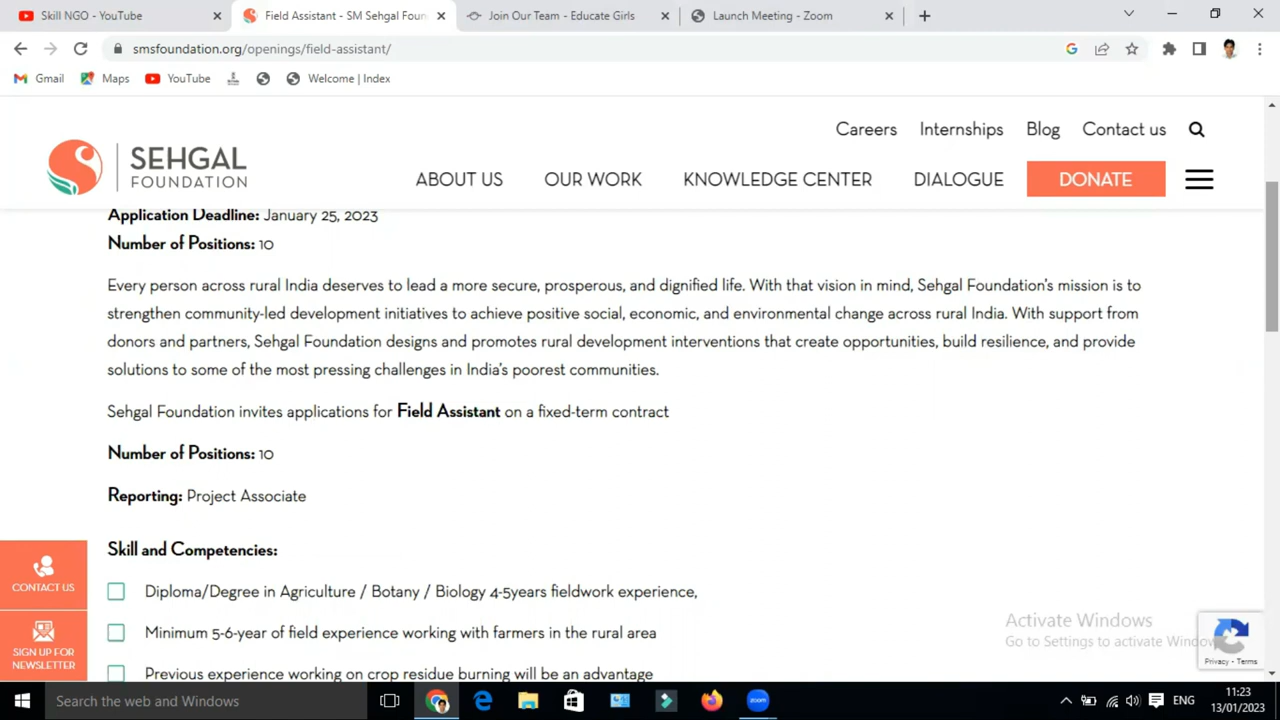 Skill NGO - YouTube
Field Assistant - SM Sehgal Foun
Join Our Team - Educate Girls
Launch Meeting - Zoom
smsfoundation.org/openings/field-assistant/
Gmail
Maps
YouTube
Welcome | Index
Careers
Internships
Blog
Contact us
SEHGAL
FOUNDATION
ABOUT US
OUR WORK
KNOWLEDGE CENTER
DIALOGUE
DONATE
Application Deadline: January 25, 2023
Number of Positions: 10
Every person across rural India deserves to lead a more secure, prosperous, and dignified life. With that vision in mind, Sehgal Foundation's mission is to
strengthen community-led development initiatives to achieve positive social, economic, and environmental change across rural India. With support from
donors and partners, Sehgal Foundation designs and promotes rural development interventions that create opportunities, build resilience, and provide
solutions to some of the most pressing challenges in India's poorest communities.
Sehgal Foundation invites applications for Field Assistant on a fixed-term contract
Number of Positions: 10
Reporting: Project Associate
Skill and Competencies:
Diploma/Degree in Agriculture / Botany / Biology 4-5years fieldwork experience,
Minimum 5-6-year of field experience working with farmers in the rural area
Previous experience working on crop residue burning will be an advantage
CONTACT US
SIGN UP FOR
NEWSLETTER
Activate Windows
Go to Settings to activate Windo
Privacy - Terms
Search the web and Windows
zoom
ENG
11:23
13/01/2023